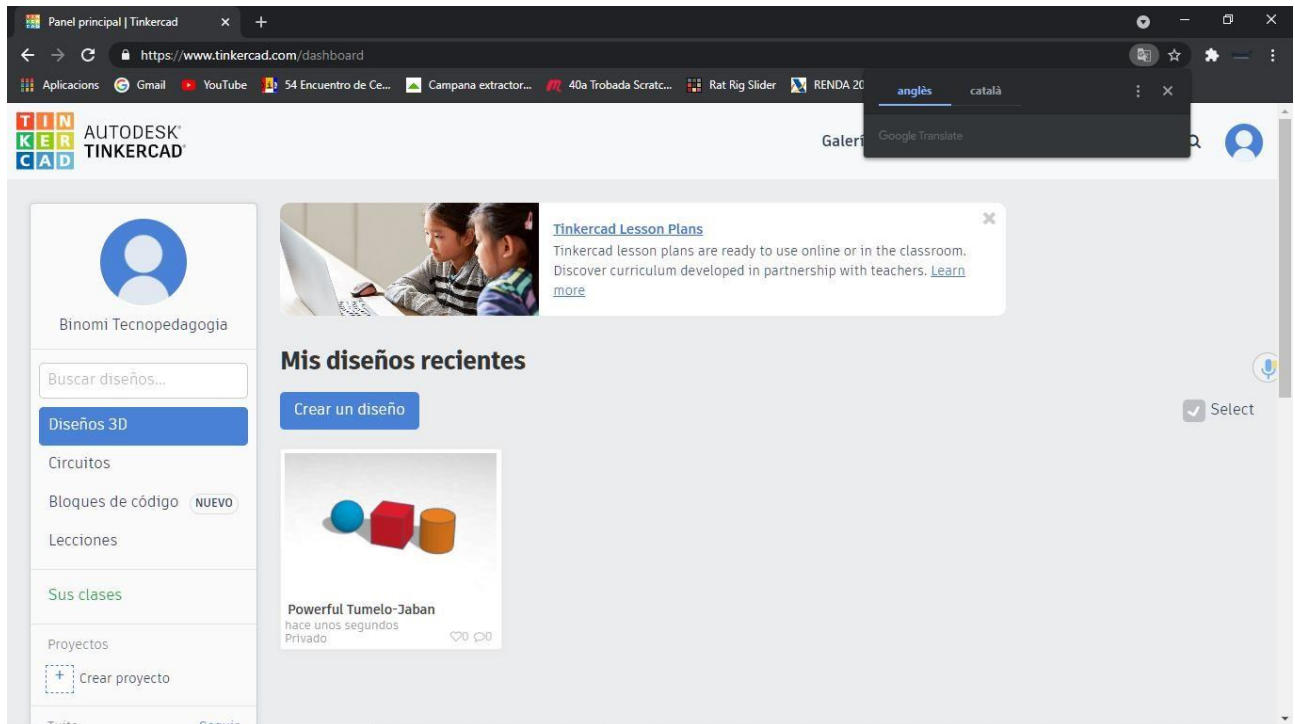 Panel principal | Tinkercad
https://www.tinkercad.com/dashboard
Aplicacions Gmail YouTube 54 Encuentro de Ce... Campana extractor... 40a Trobada Scratc... Rat Rig Slider RENDA 20
anglès català
Google Translate
TINKERCAD
AUTODESK®
TINKERCAD®
Galerí
Binomi Tecnopedagogia
Buscar diseños...
Diseños 3D
Circuitos
Bloques de código NUEVO
Lecciones
Sus clases
Proyectos
+ Crear proyecto
Tinkercad Lesson Plans
Tinkercad lesson plans are ready to use online or in the classroom.
Discover curriculum developed in partnership with teachers. Learn
more
Mis diseños recientes
Crear un diseño
Select
Powerful Tumelo-Jaban
hace unos segundos
Privado 0 0